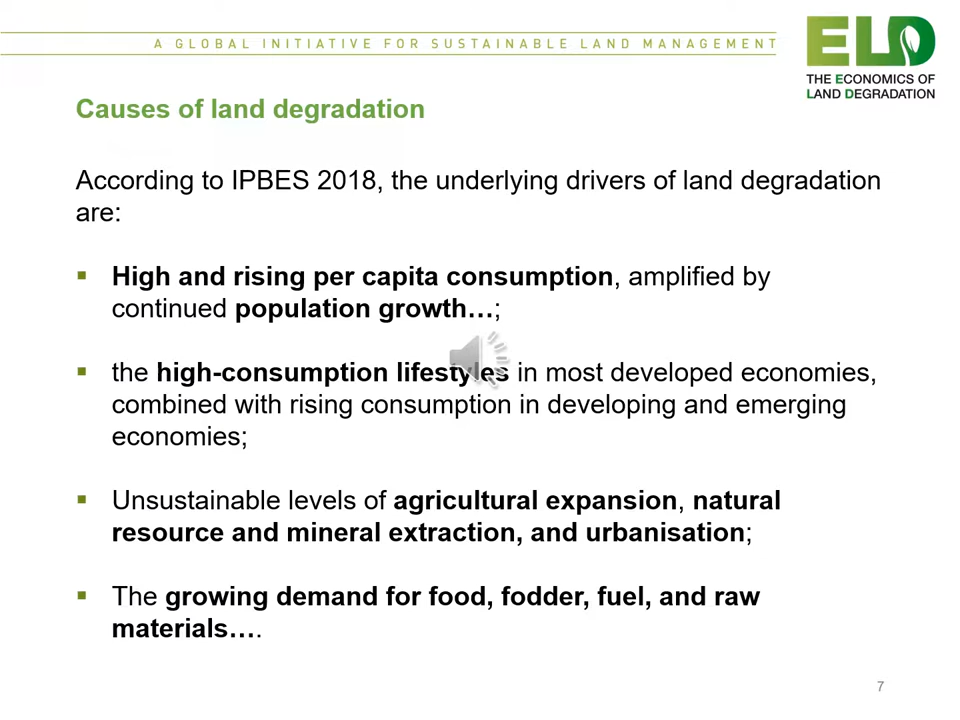 A GLOBAL INITIATIVE FOR SUSTAINABLE LAND MANAGEMENT
ELD
THE ECONOMICS OF
LAND DEGRADATION
Causes of land degradation
According to IPBES 2018, the underlying drivers of land degradation
are:
▪ High and rising per capita consumption, amplified by
continued population growth…;
▪ the high-consumption lifestyles in most developed economies,
combined with rising consumption in developing and emerging
economies;
▪ Unsustainable levels of agricultural expansion, natural
resource and mineral extraction, and urbanisation;
▪ The growing demand for food, fodder, fuel, and raw
materials….
7